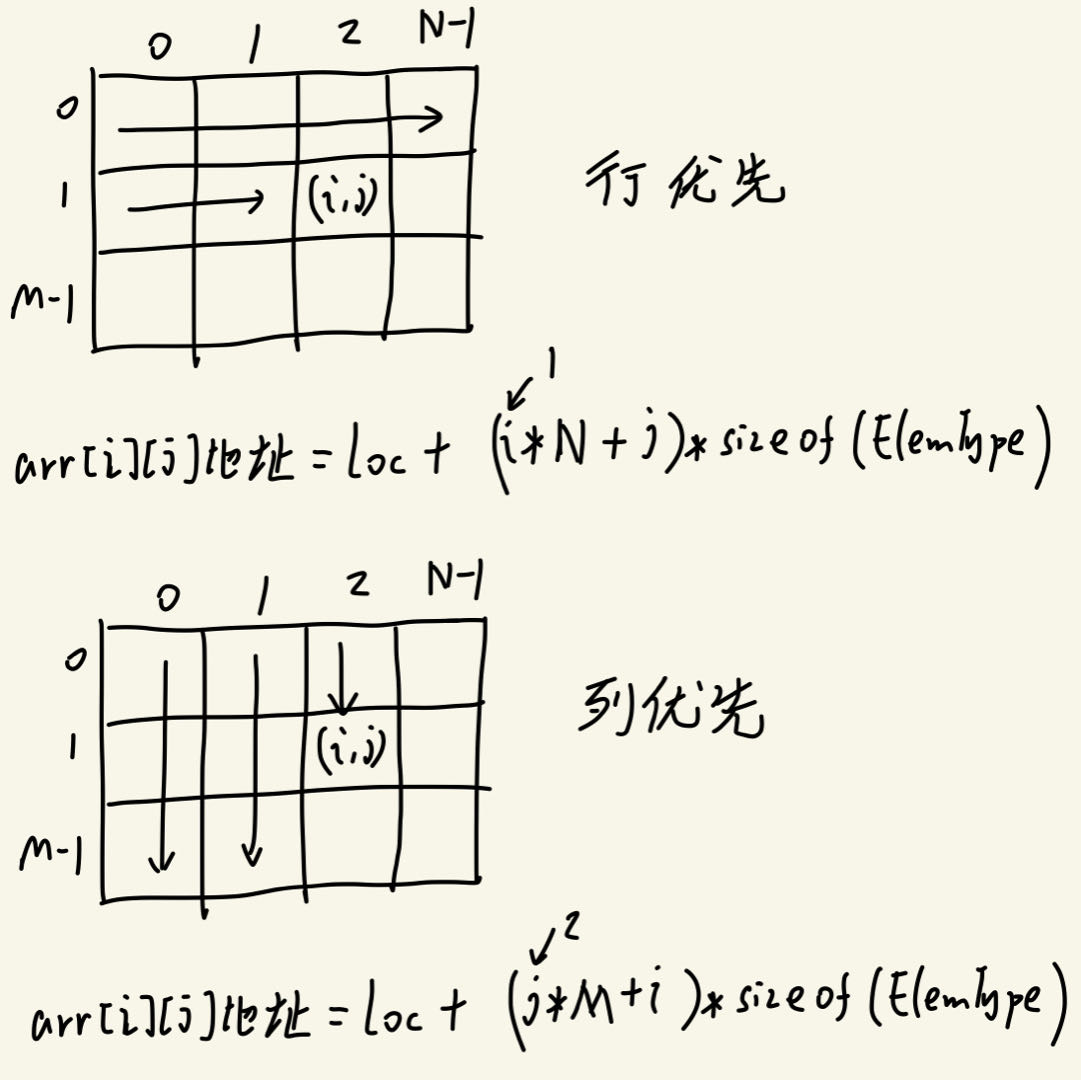 0 1 2 N-1
0
行优先
1 (i,j)
M-1
1
arr[i][j]地址 = loc + (i*N+j)*sizeof(ElemType)
0 1 2 N-1
0
列优先
1 (i,j)
M-1
2
arr[i][j]地址 = loc + (j*M+i)*sizeof(ElemType)